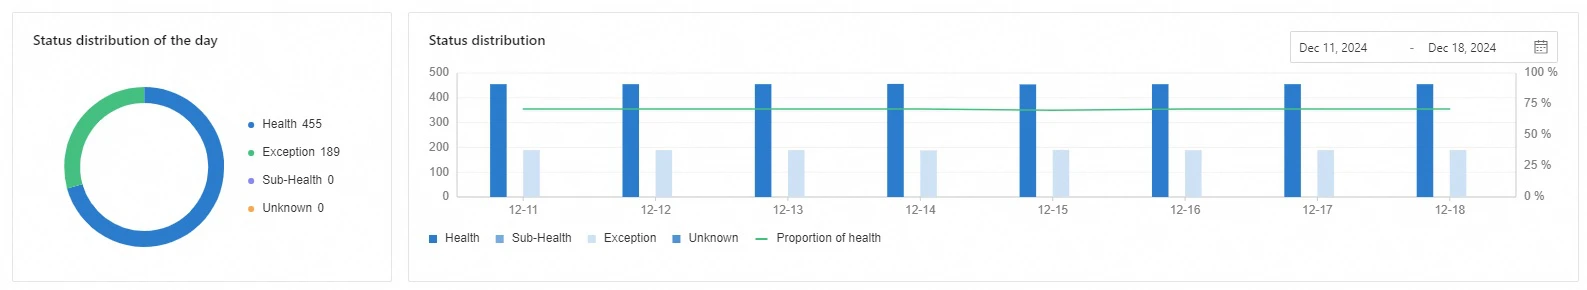 Status distribution of the day
Health 455
Exception 189
Sub-Health 0
Unknown 0
Status distribution
Dec 11, 2024 - Dec 18, 2024
500
400
300
200
100
0
100 %
75 %
50 %
25 %
0 %
12-11 12-12 12-13 12-14 12-15 12-16 12-17 12-18
Health Sub-Health Exception Unknown Proportion of health